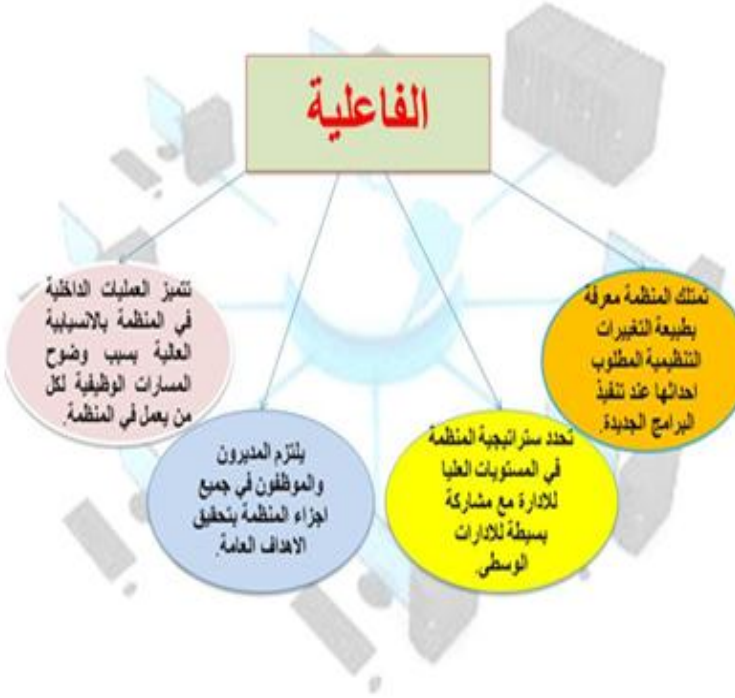 الفاعلية
تمتلك المنظمة معرفة
بطبيعة التغييرات
التنظيمية المطلوب
احداثها عند تنفيذ
البرامج الجديدة.
تحدد ستراتيجية المنظمة
في المستويات العليا
للادارة مع مشاركة
بسيطة للادارات
الوسطى.
يلتزم المديرون
والموظفون في جميع
اجزاء المنظمة بتحقيق
الاهداف العامة.
تتميز العمليات الداخلية
في المنظمة بالانسيابية
العالية بسبب وضوح
المسارات الوظيفية لكل
من يعمل في المنظمة.